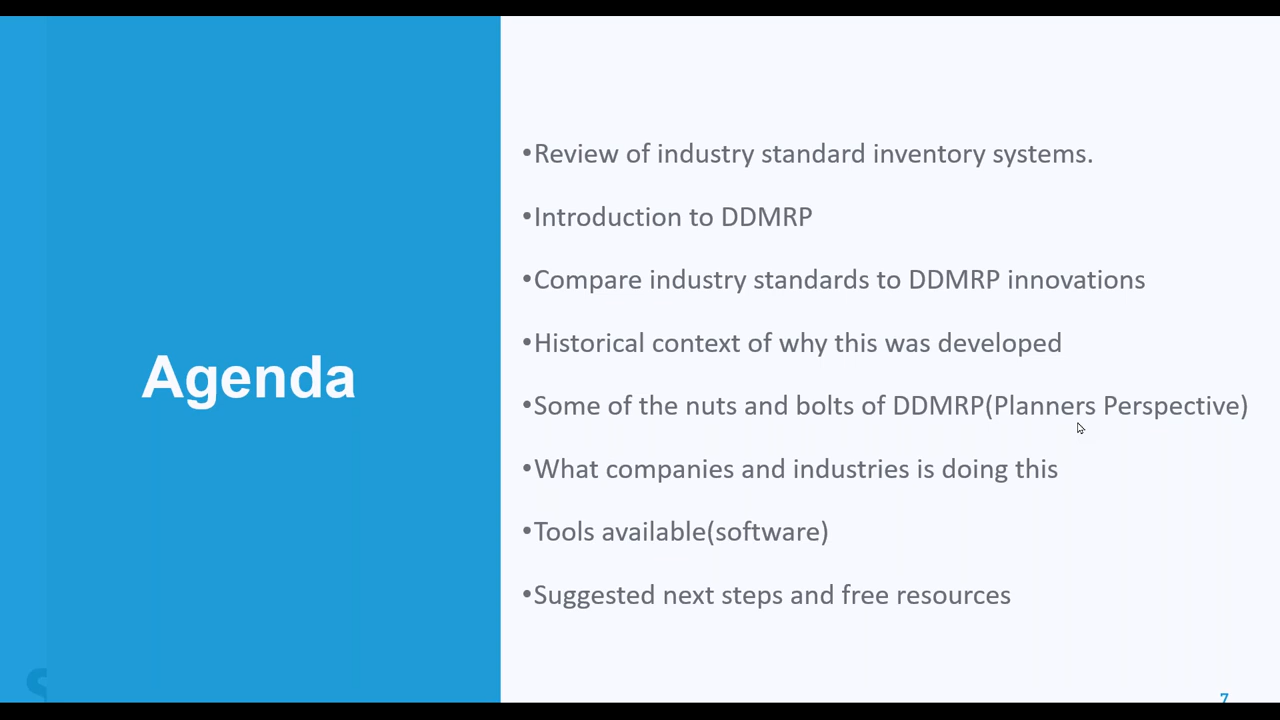 Agenda
•Review of industry standard inventory systems.
•Introduction to DDMRP
•Compare industry standards to DDMRP innovations
•Historical context of why this was developed
•Some of the nuts and bolts of DDMRP(Planners Perspective)
•What companies and industries is doing this
•Tools available(software)
•Suggested next steps and free resources
7